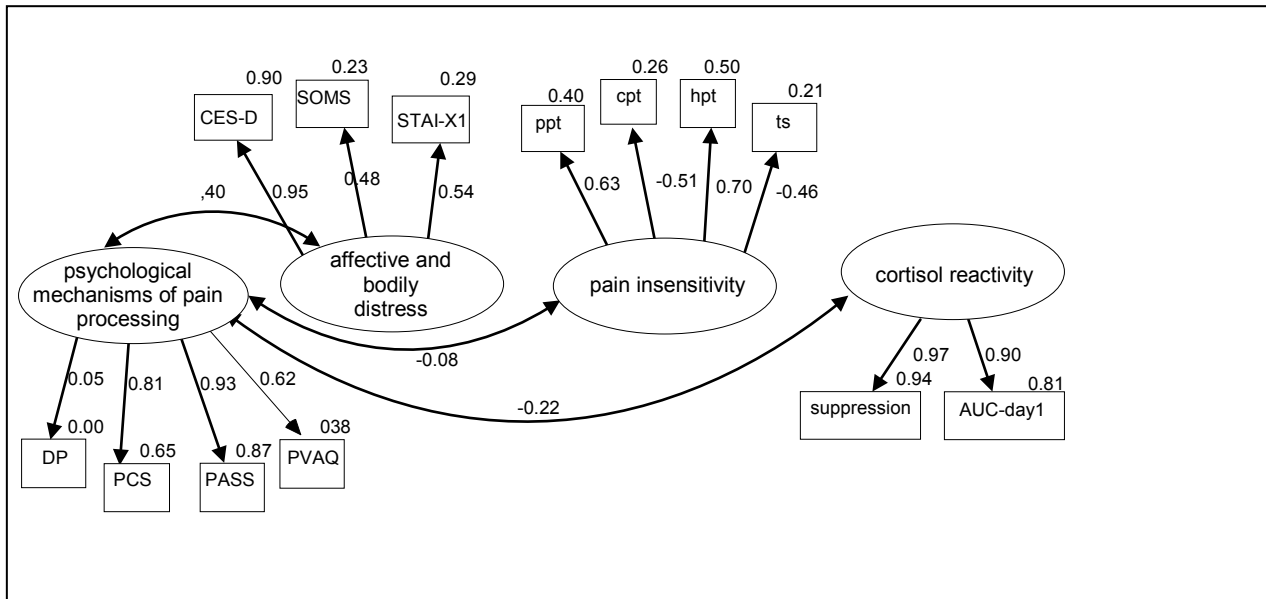 0.90
0.23
0.29
CES-D
SOMS
STAI-X1
0.40
0.26
0.50
0.21
ppt
cpt
hpt
ts
,40
0.95
0.48
0.54
0.63
-0.51
0.70
-0.46
psychological
mechanisms of pain
processing
affective and
bodily
distress
pain insensitivity
cortisol reactivity
-0.08
-0.22
0.05
0.81
0.93
0.62
0.97
0.90
0.00
0.65
0.87
038
0.94
0.81
DP
PCS
PASS
PVAQ
suppression
AUC-day1